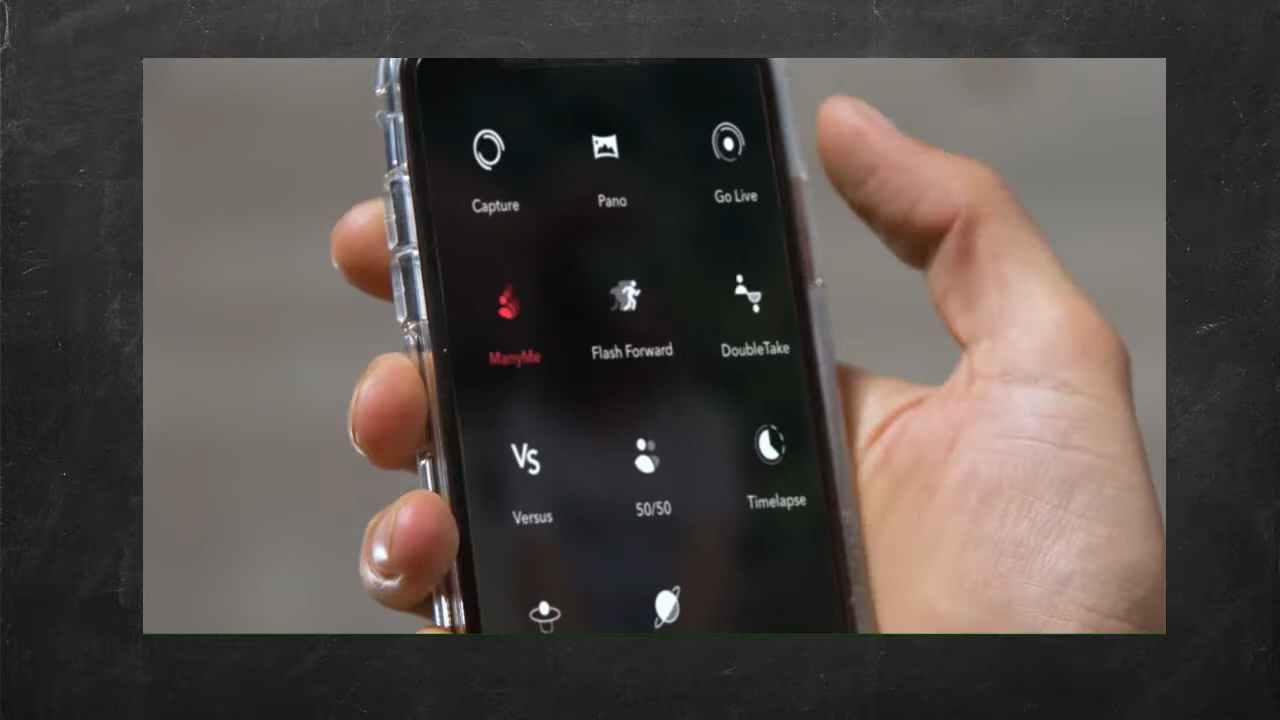 Capture
Pano
Go Live
ManyMe
Flash Forward
DoubleTake
VS
Versus
50/50
Timelapse